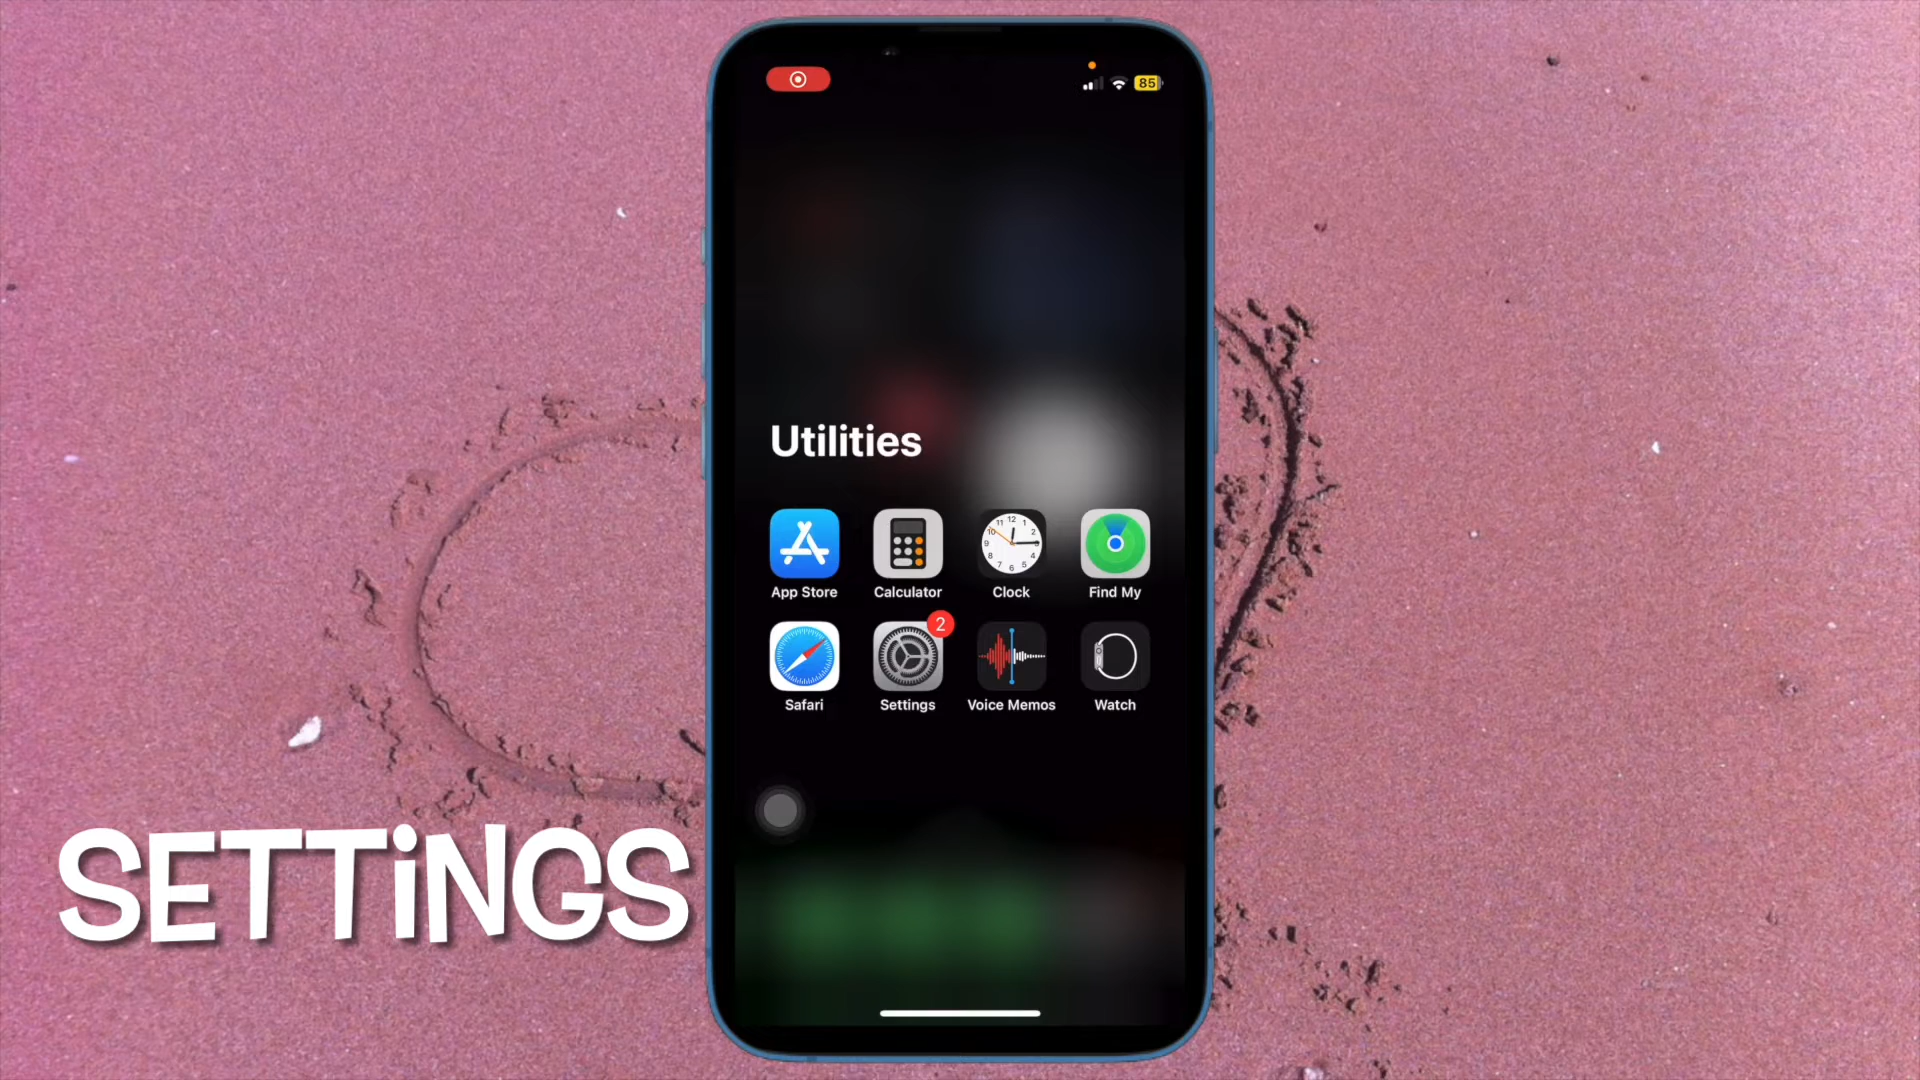 85
Utilities
App Store
Calculator
Clock
Find My
2
Safari
Settings
Voice Memos
Watch
SETTiNGS